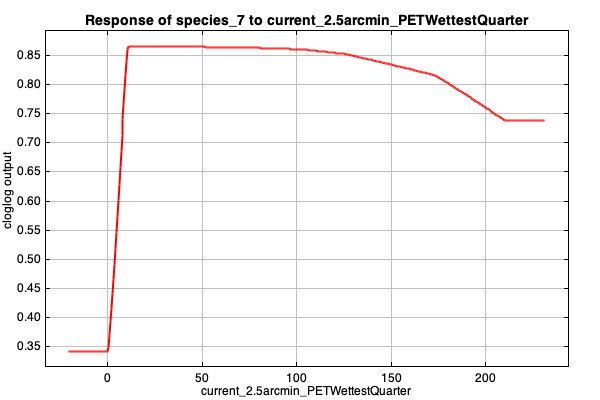 Response of species_7 to current_2.5arcmin_PETWettestQuarter
0.85
0.80
0.75
0.70
0.65
0.60
0.55
0.50
0.45
0.40
0.35
cloglog output
0 50 100 150 200
current_2.5arcmin_PETWettestQuarter